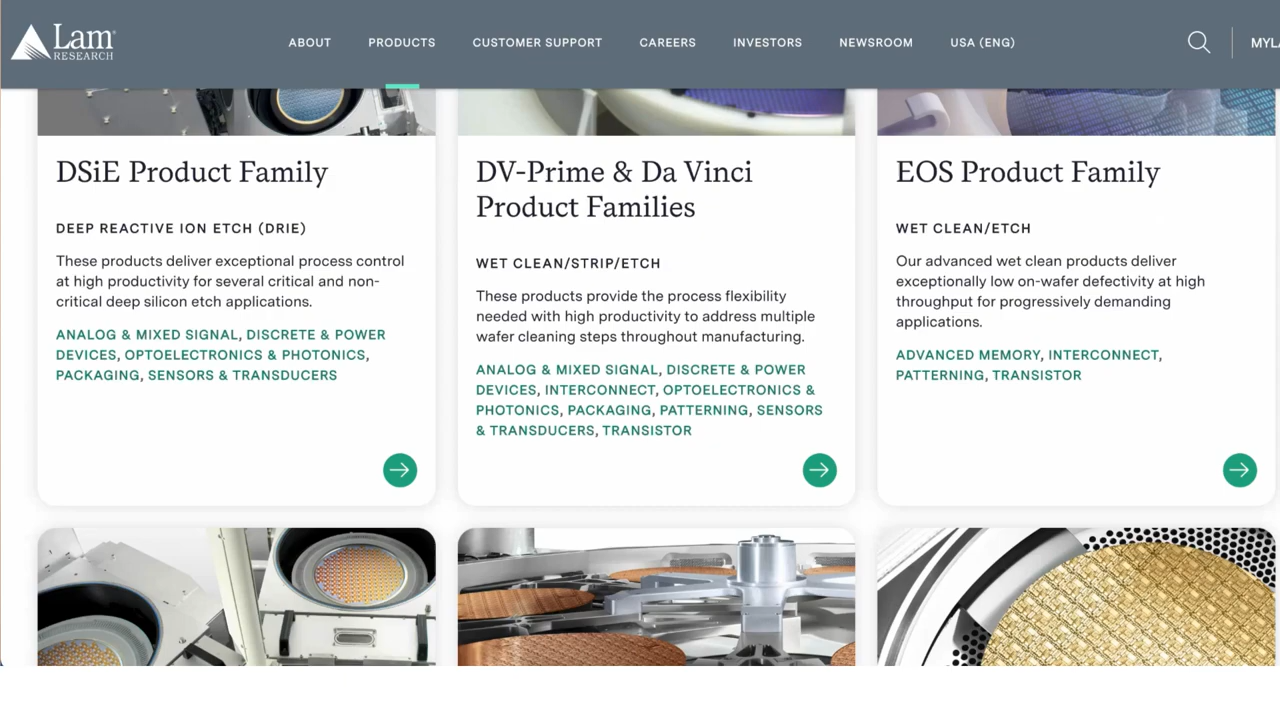 Lam
RESEARCH
ABOUT
PRODUCTS
CUSTOMER SUPPORT
CAREERS
INVESTORS
NEWSROOM
USA (ENG)
MYLA
DSiE Product Family
DEEP REACTIVE ION ETCH (DRIE)
These products deliver exceptional process control
at high productivity for several critical and non-
critical deep silicon etch applications.
ANALOG & MIXED SIGNAL, DISCRETE & POWER
DEVICES, OPTOELECTRONICS & PHOTONICS,
PACKAGING, SENSORS & TRANSDUCERS
DV-Prime & Da Vinci
Product Families
WET CLEAN/STRIP/ETCH
These products provide the process flexibility
needed with high productivity to address multiple
wafer cleaning steps throughout manufacturing.
ANALOG & MIXED SIGNAL, DISCRETE & POWER
DEVICES, INTERCONNECT, OPTOELECTRONICS &
PHOTONICS, PACKAGING, PATTERNING, SENSORS
& TRANSDUCERS, TRANSISTOR
EOS Product Family
WET CLEAN/ETCH
Our advanced wet clean products deliver
exceptionally low on-wafer defectivity at high
throughput for progressively demanding
applications.
ADVANCED MEMORY, INTERCONNECT,
PATTERNING, TRANSISTOR